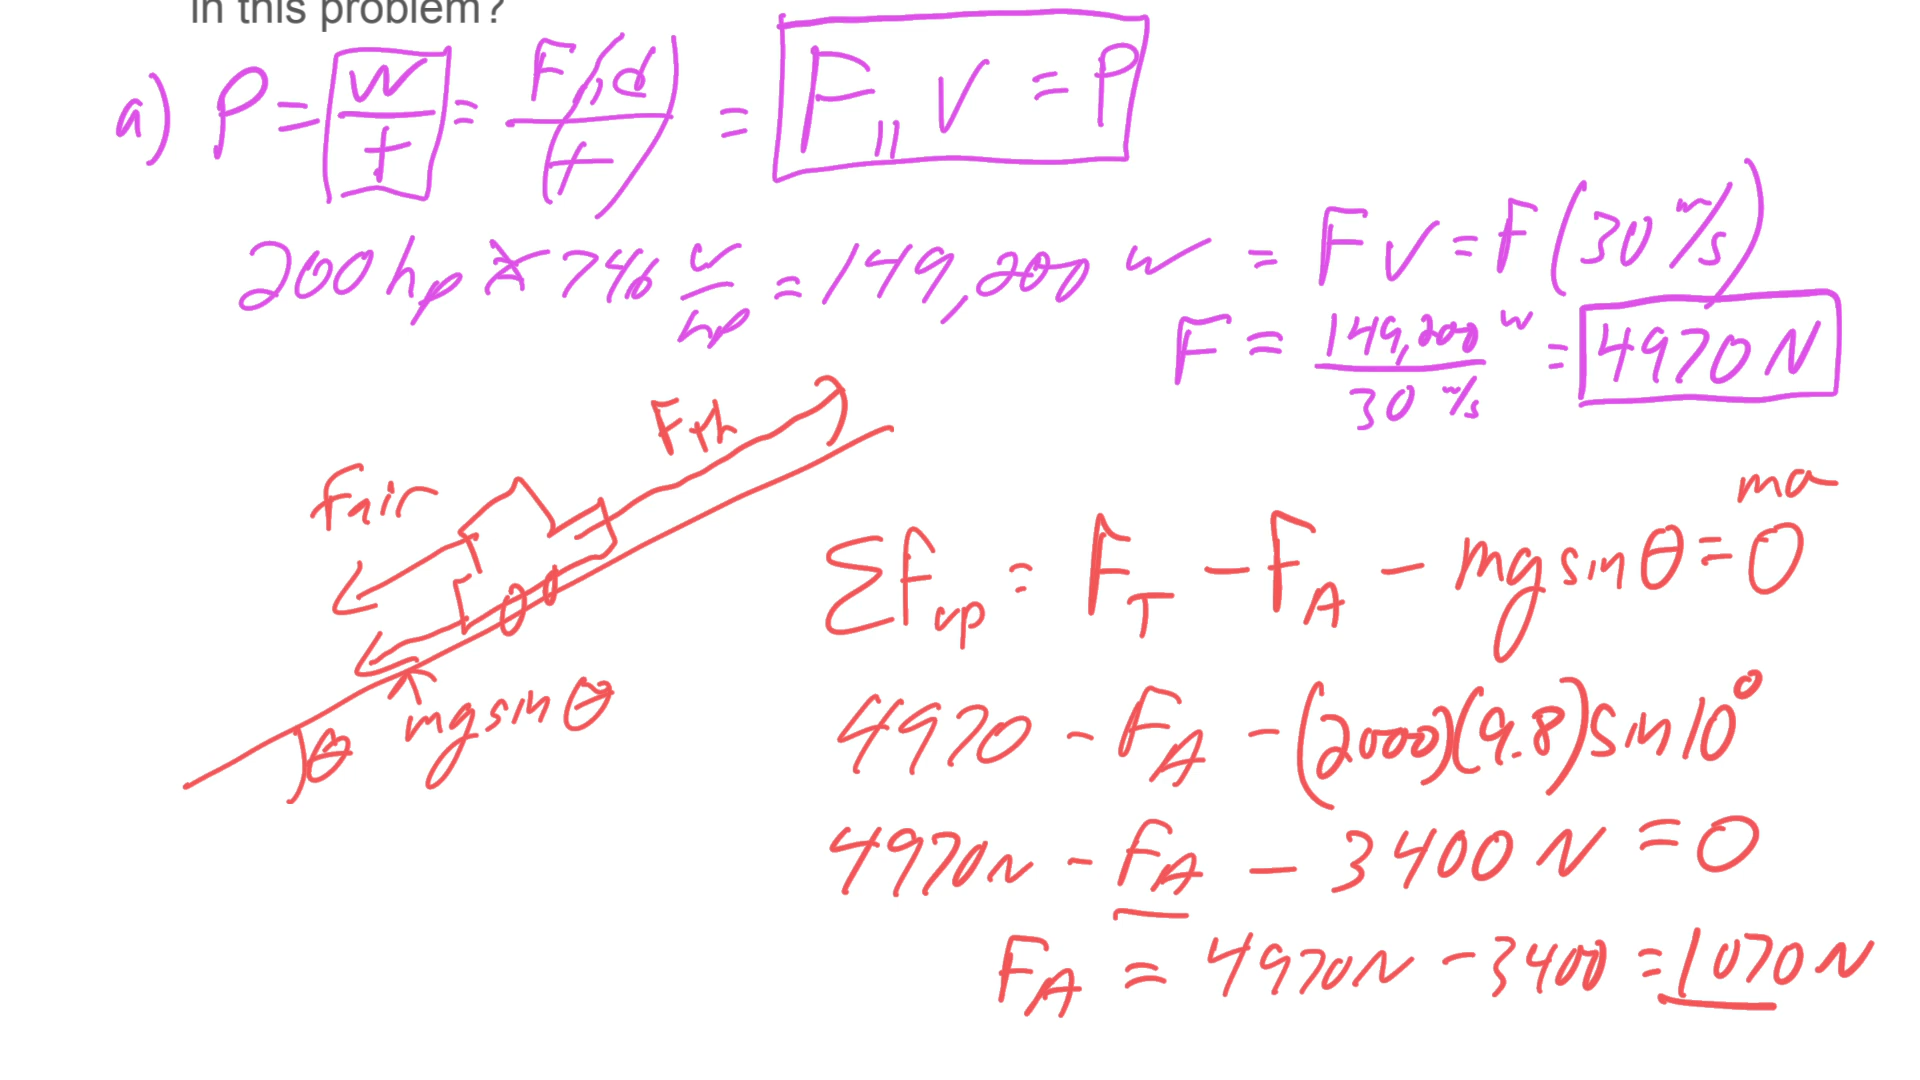 in this problem?
a) P = W/t = F∥d/t = F∥ V = P
200 hp × 746 W/hp = 149,200 W = FV = F(30 m/s)
F = 149,200 W / 30 m/s = 4970 N
Fair
FTh
mg sin θ
θ
ma
ΣFup = FT - FA - mg sin θ = 0
4970 - FA - (2000)(9.8) sin 10°
4970N - FA - 3400 N = 0
FA = 4970N - 3400 = 1070 N